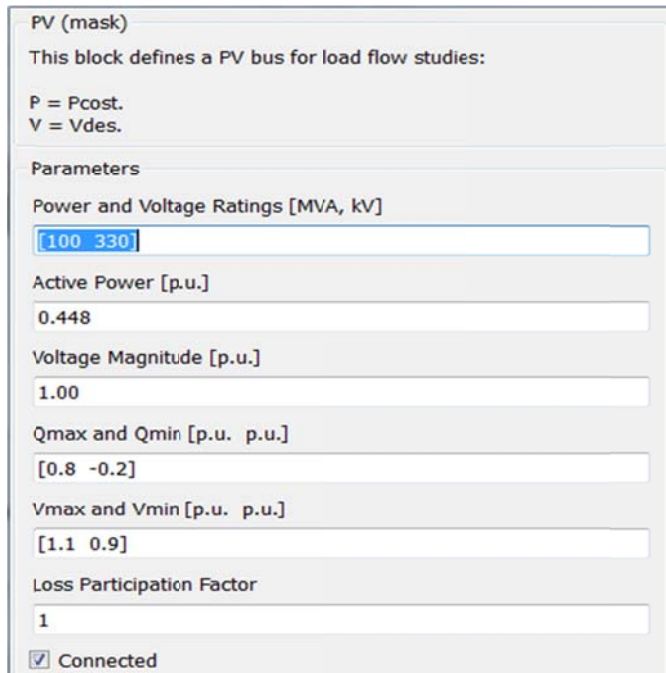 PV (mask)
This block defines a PV bus for load flow studies:
P = Pcost.
V = Vdes.
Parameters
Power and Voltage Ratings [MVA, kV]
[100 330]
Active Power [p.u.]
0.448
Voltage Magnitude [p.u.]
1.00
Qmax and Qmin [p.u. p.u.]
[0.8 -0.2]
Vmax and Vmin [p.u. p.u.]
[1.1 0.9]
Loss Participation Factor
1
Connected